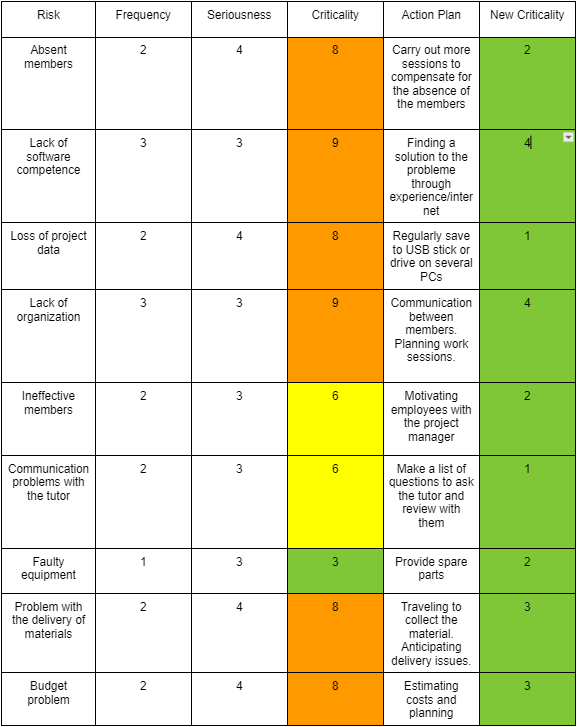 Risk Frequency Seriousness Criticality Action Plan New Criticality
Absent members 2 4 8 Carry out more sessions to compensate for the absence of the members 2
Lack of software competence 3 3 9 Finding a solution to the probleme through experience/internet 4
Loss of project data 2 4 8 Regularly save to USB stick or drive on several PCs 1
Lack of organization 3 3 9 Communication between members. Planning work sessions. 4
Ineffective members 2 3 6 Motivating employees with the project manager 2
Communication problems with the tutor 2 3 6 Make a list of questions to ask the tutor and review with them 1
Faulty equipment 1 3 3 Provide spare parts 2
Problem with the delivery of materials 2 4 8 Traveling to collect the material. Anticipating delivery issues. 3
Budget problem 2 4 8 Estimating costs and planning 3